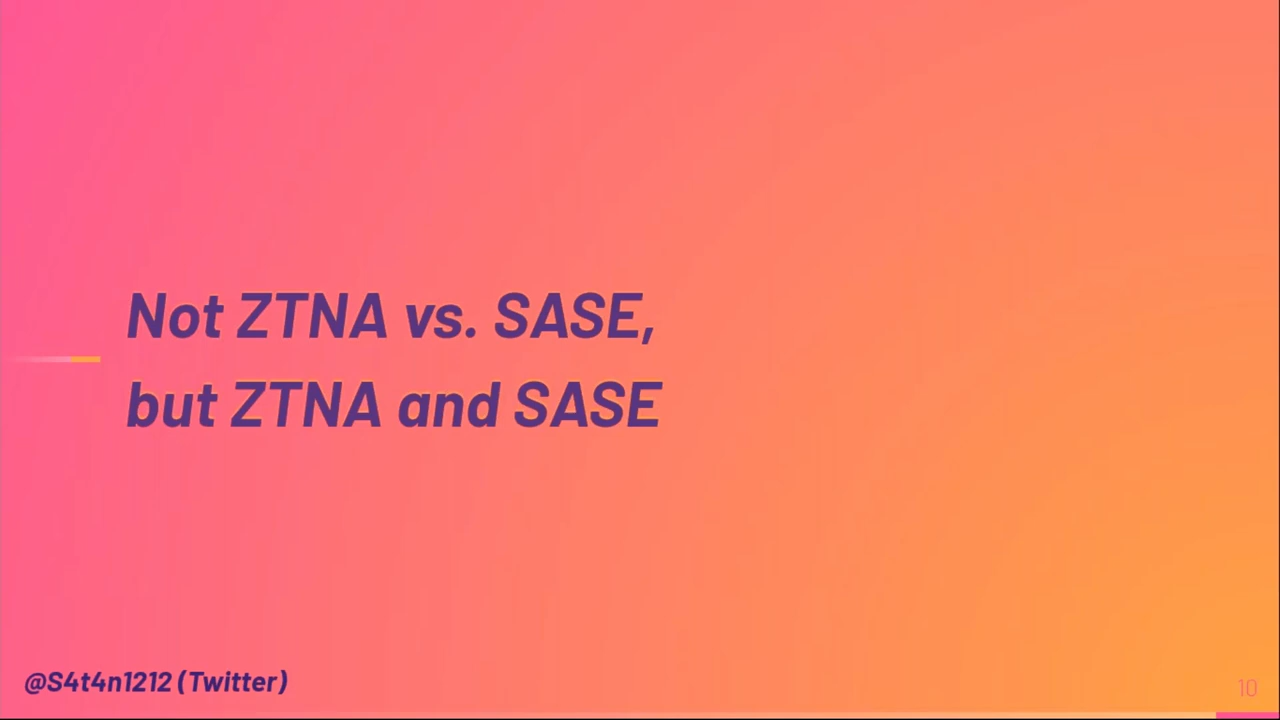 Not ZTNA vs. SASE,
but ZTNA and SASE
@S4t4n1212 (Twitter)
10